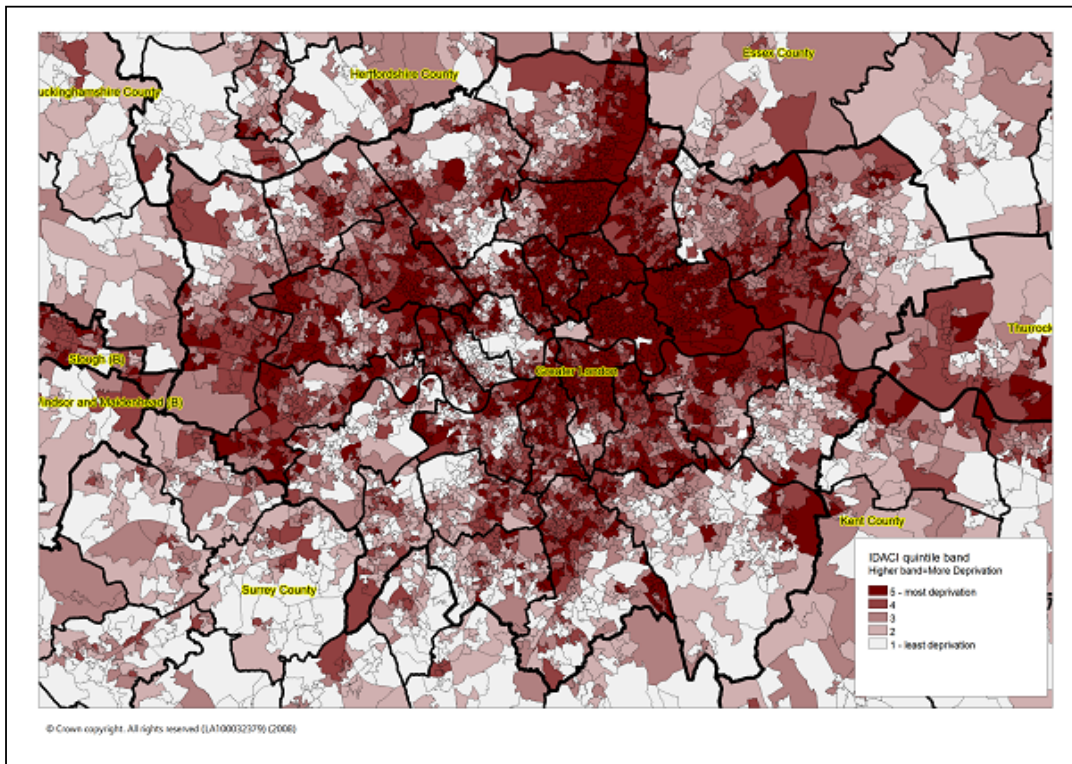 Essex County
Hertfordshire County
uckinghamshire County
Thurrock
Slough (B)
Greater London
indsor and Maidenhead (B)
Kent County
Surrey County
IDACI quintile band
Higher band=More Deprivation
5 - most deprivation
4
3
2
1 - least deprivation
© Crown copyright. All rights reserved (LA100032379) (2008)